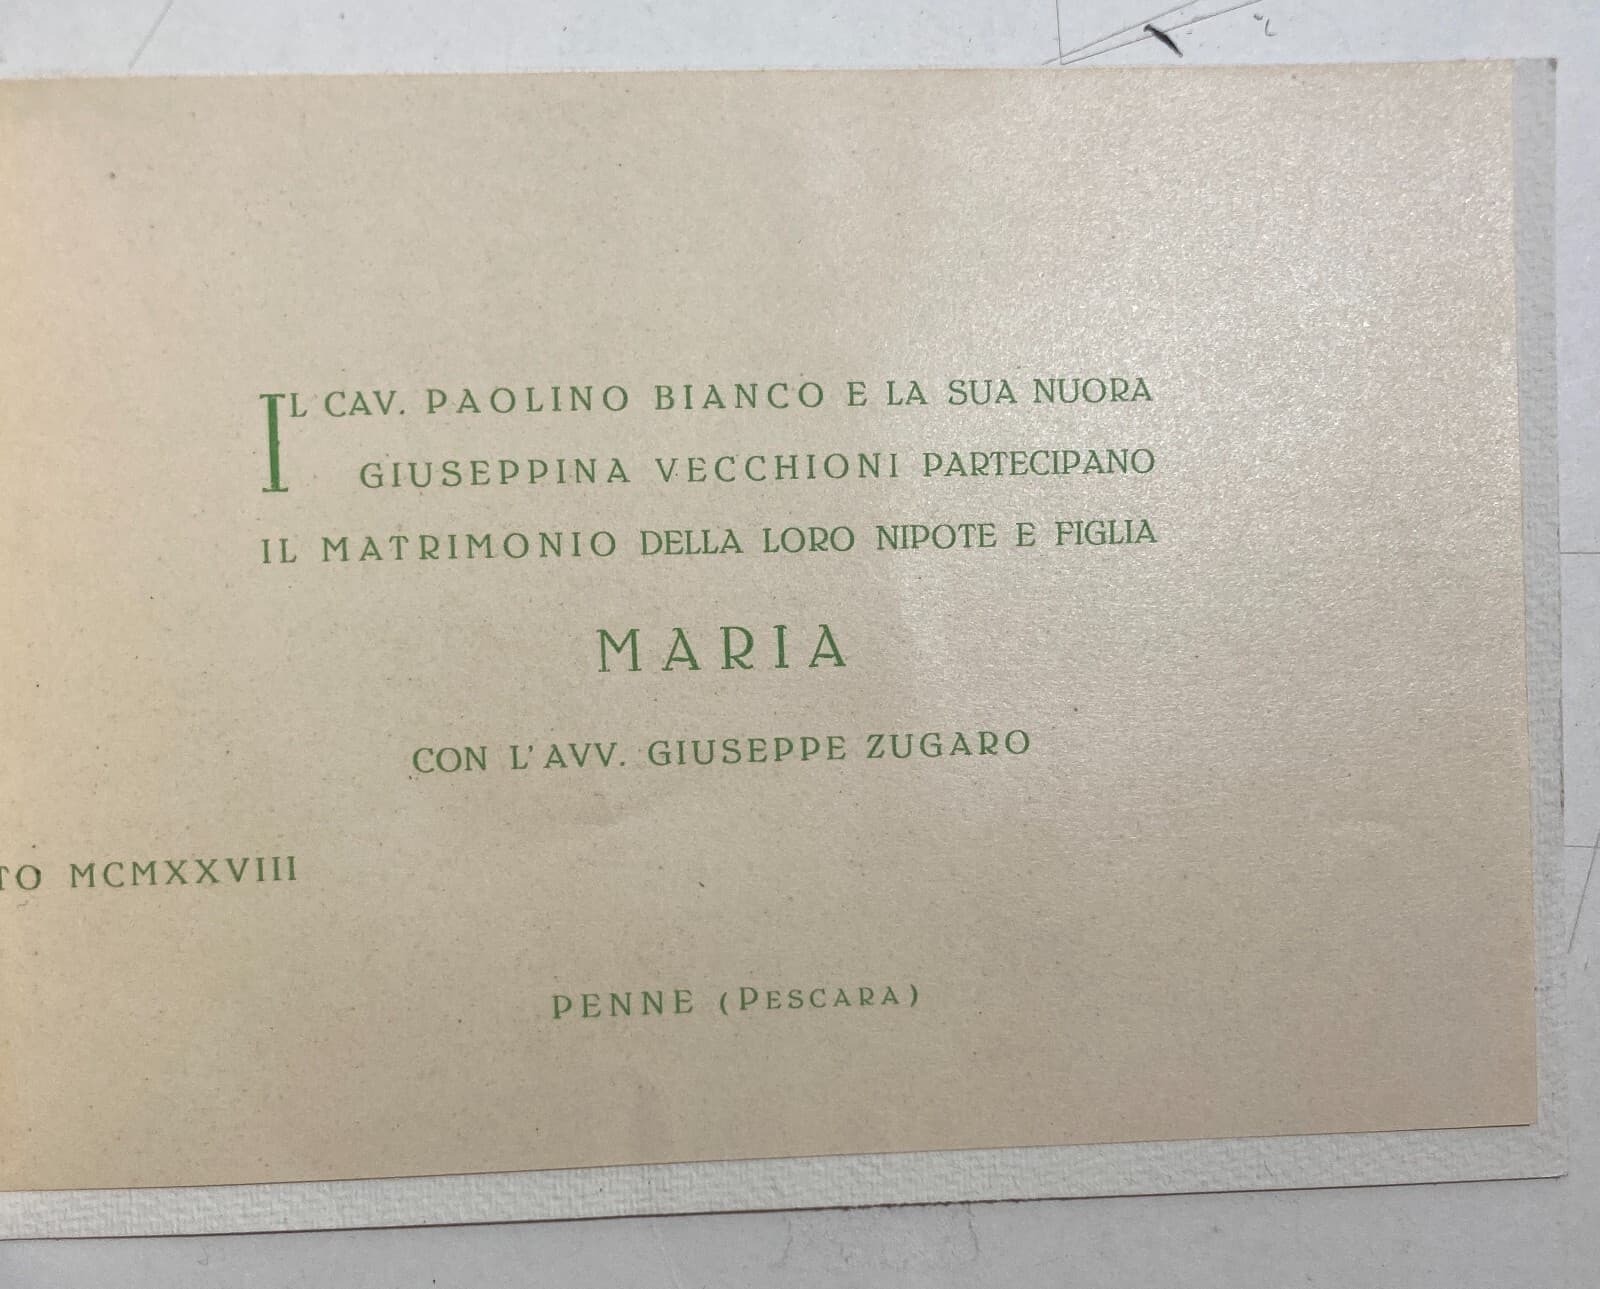 IL CAV. PAOLINO BIANCO E LA SUA NUORA
GIUSEPPINA VECCHIONI PARTECIPANO
IL MATRIMONIO DELLA LORO NIPOTE E FIGLIA
MARIA
CON L'AVV. GIUSEPPE ZUGARO
TO MCMXXVIII
PENNE (PESCARA)